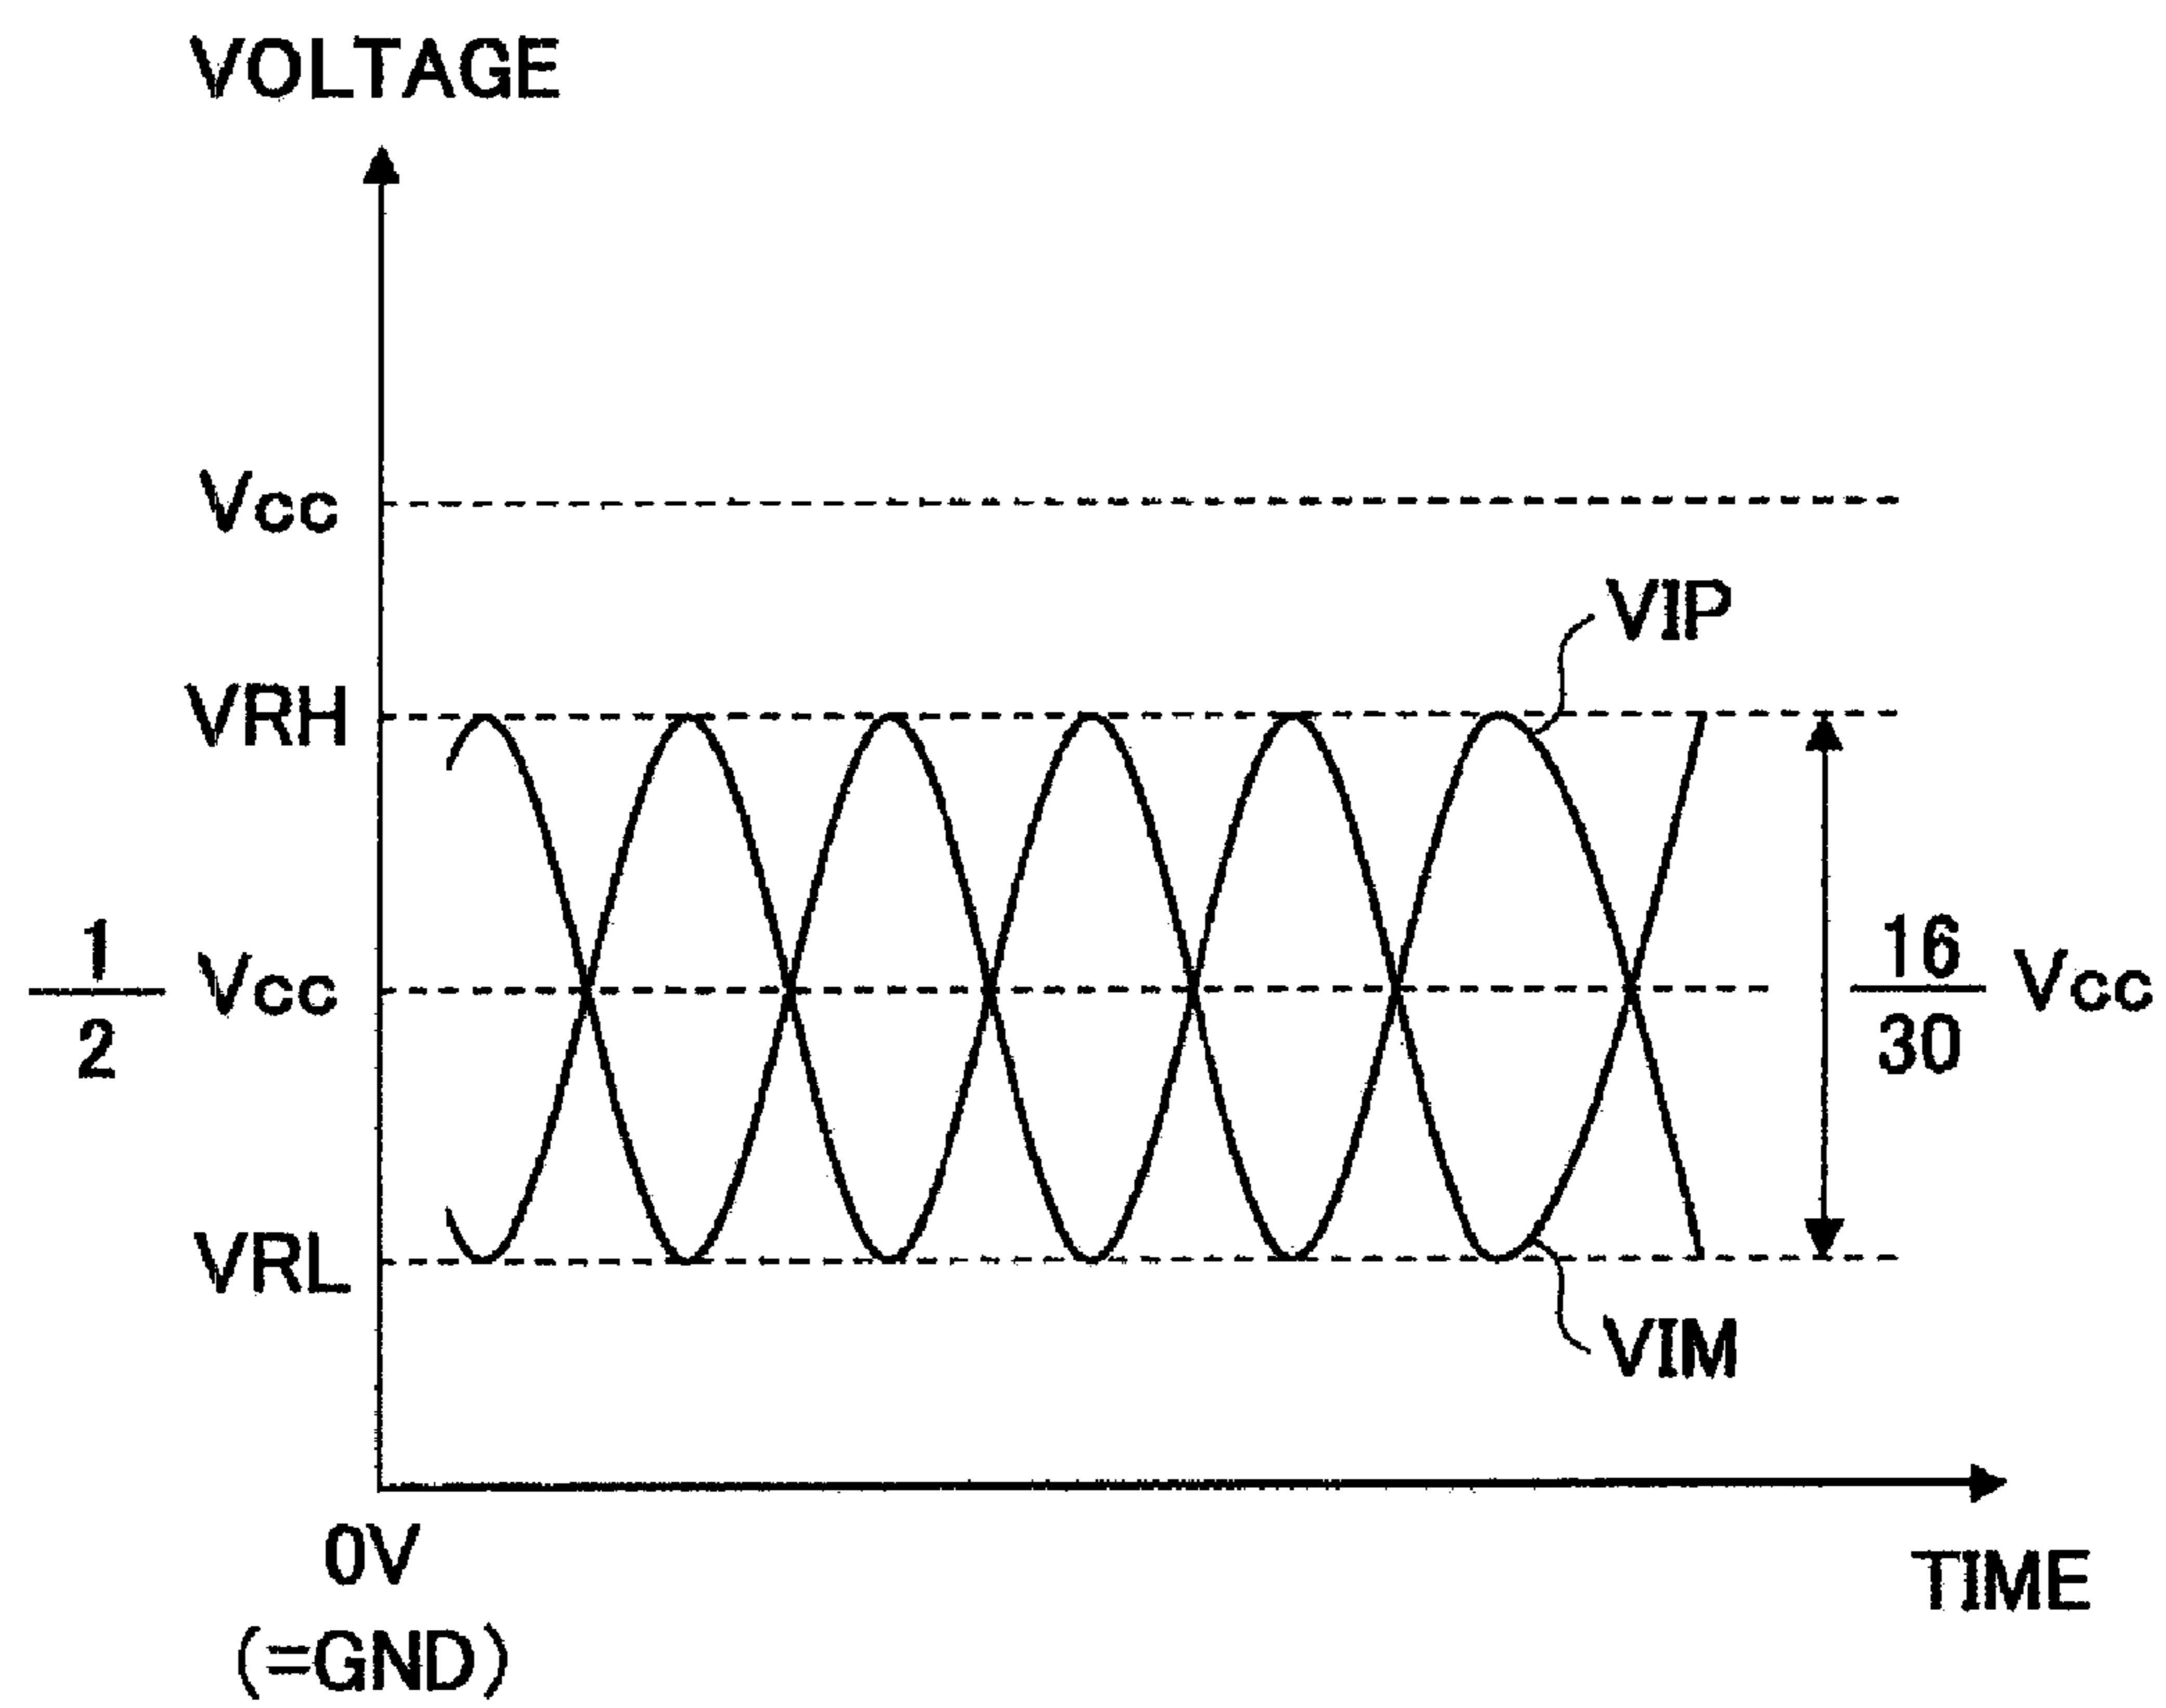 VOLTAGE
Vcc
VIP
VRH
1
2
Vcc
16
30
Vcc
VRL
VIM
0V
(=GND)
TIME